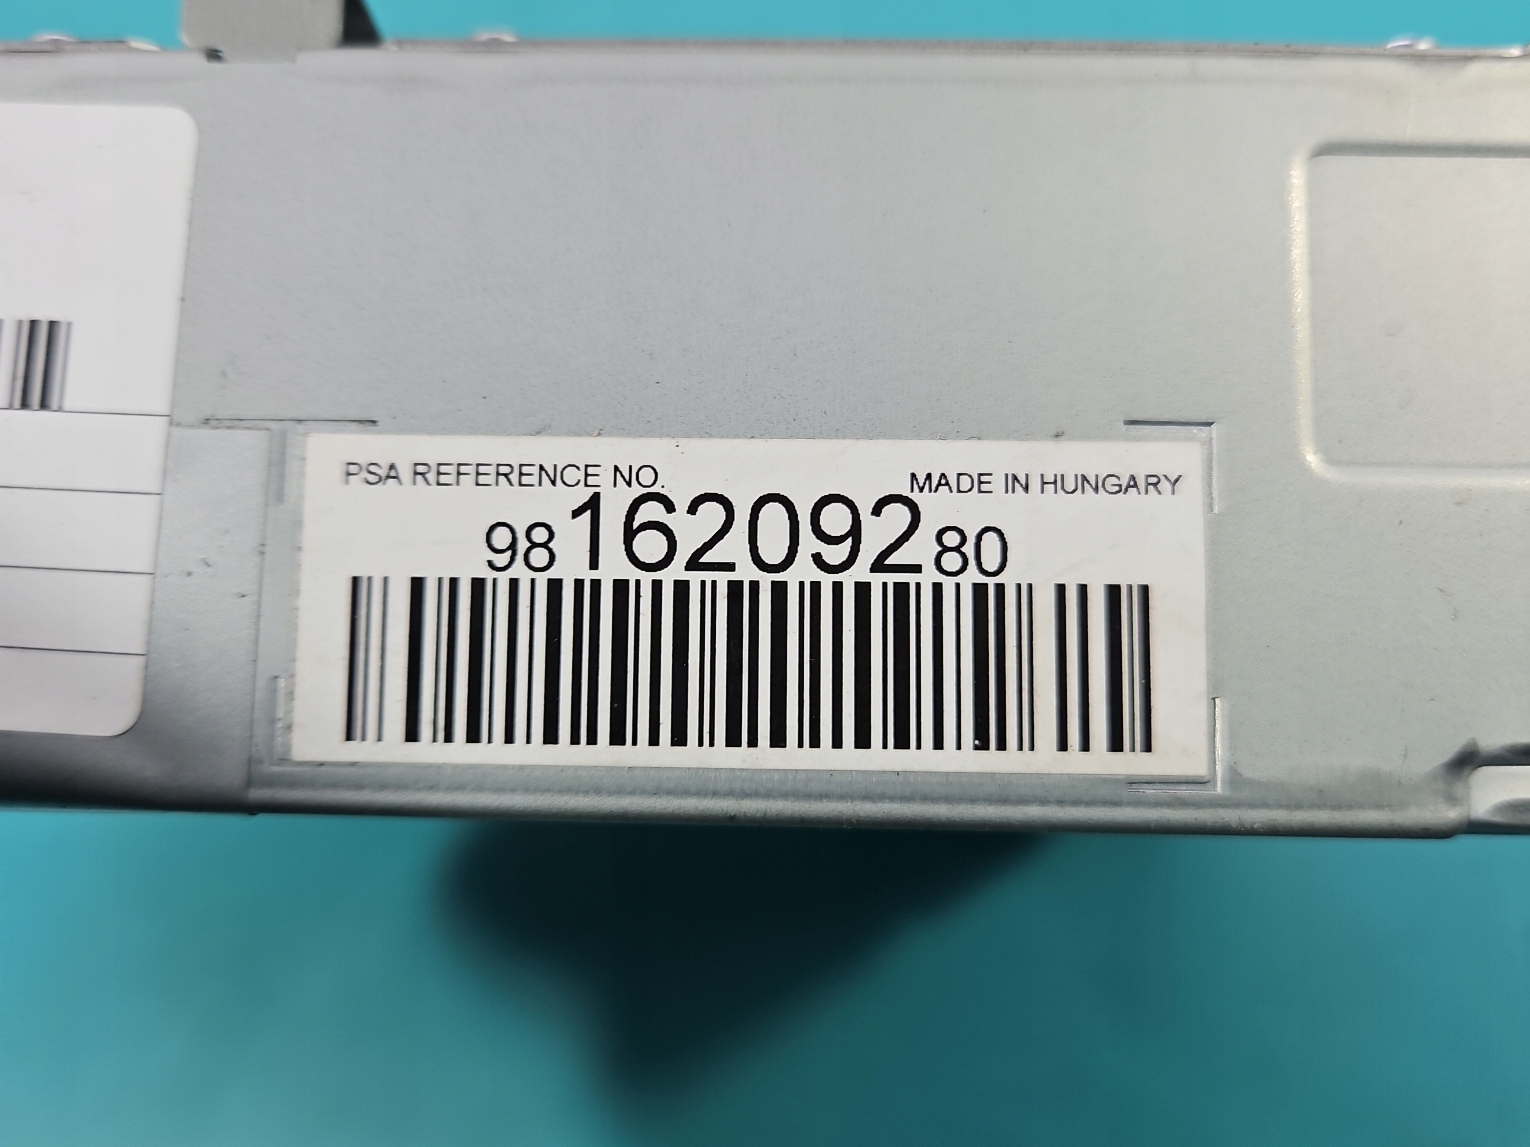 PSA REFERENCE NO. MADE IN HUNGARY
9816209280